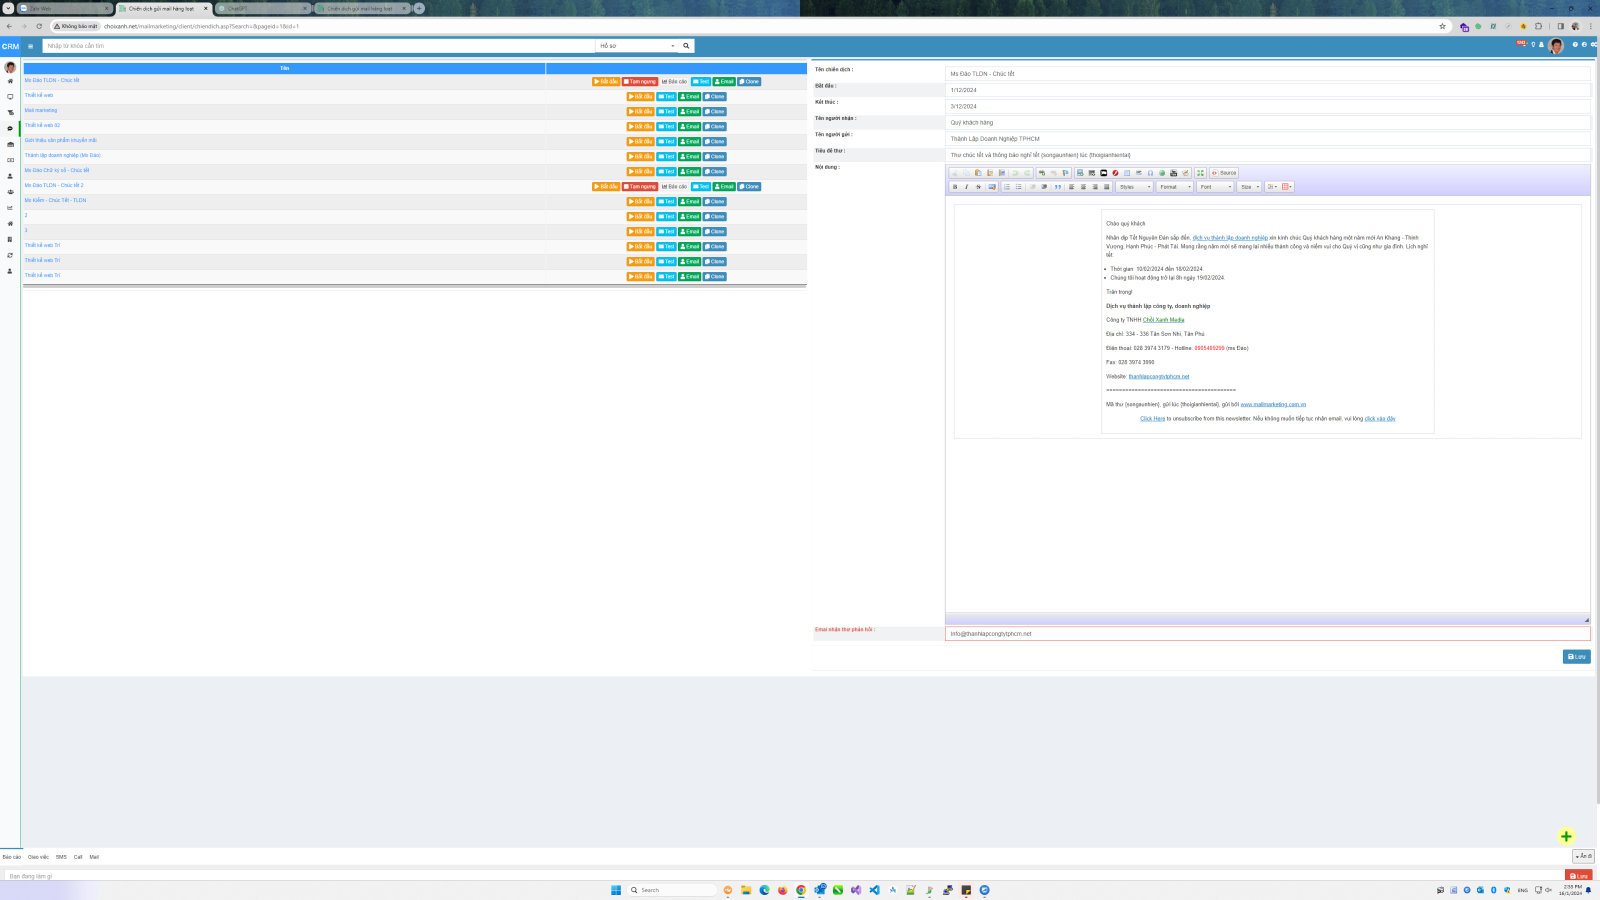 Zalo Web
Chiến dịch gửi mail hàng loạt
ChatGPT
Chiến dịch gửi mail hàng loạt
Không bảo mật
choixanh.net/mailmarketing/client/chiendich.asp?Search=&pageid=1&id=1
CRM
Nhập từ khóa cần tìm
Hồ sơ
Tên
Ms Đào TLDN - Chúc tết
Bắt đầu Tạm ngưng Báo cáo Test Email Clone
Thiết kế web
Bắt đầu Test Email Clone
Mail marketing
Bắt đầu Test Email Clone
Thiết kế web 02
Bắt đầu Test Email Clone
Giới thiệu sản phẩm khuyến mãi
Bắt đầu Test Email Clone
Thành lập doanh nghiệp (Ms Đào)
Bắt đầu Test Email Clone
Ms Đào Chữ ký số - Chúc tết
Bắt đầu Test Email Clone
Ms Đào TLDN - Chúc tết 2
Bắt đầu Tạm ngưng Báo cáo Test Email Clone
Ms Kiểm - Chúc Tết - TLDN
Bắt đầu Test Email Clone
2
Bắt đầu Test Email Clone
3
Bắt đầu Test Email Clone
Thiết kế web Trí
Bắt đầu Test Email Clone
Thiết kế web Trí
Bắt đầu Test Email Clone
Thiết kế web Trí
Bắt đầu Test Email Clone
Tên chiến dịch :
Ms Đào TLDN - Chúc tết
Bắt đầu :
1/12/2024
Kết thúc :
3/12/2024
Tên người nhận :
Quý khách hàng
Tên người gửi :
Thành Lập Doanh Nghiệp TPHCM
Tiêu đề thư :
Thư chúc tết và thông báo nghỉ tết {songaunhien} lúc {thoigianhientai}
Nội dung :
Source
Styles Format Font Size
Chào quý khách
Nhân dịp Tết Nguyên Đán sắp đến, dịch vụ thành lập doanh nghiệp xin kính chúc Quý khách hàng một năm mới An Khang - Thịnh
Vượng, Hạnh Phúc - Phát Tài. Mong rằng năm mới sẽ mang lại nhiều thành công và niềm vui cho Quý vị cũng như gia đình. Lịch nghỉ
tết:
Thời gian: 10/02/2024 đến 18/02/2024.
Chúng tôi hoạt động trở lại 8h ngày 19/02/2024.
Trân trọng!
Dịch vụ thành lập công ty, doanh nghiệp
Công ty TNHH Chồi Xanh Media
Địa chỉ: 334 - 336 Tân Sơn Nhì, Tân Phú
Điện thoại: 028 3974 3179 - Hotline: 0925469299 (ms Đào)
Fax: 028 3974 3990
Website: thanhlapcongtytphcm.net
Mã thư {songaunhien}, gửi lúc {thoigianhientai}, gửi bởi www.mailmarketing.com.vn
Click Here to unsubscribe from this newsletter. Nếu không muốn tiếp tục nhận email, vui lòng click vào đây
Email nhận thư phản hồi :
info@thanhlapcongtytphcm.net
Lưu
Báo cáo Giao việc SMS Call Mail
Ẩn đi
Bạn đang làm gì
Lưu
Search
ENG
2:55 PM
16/1/2024